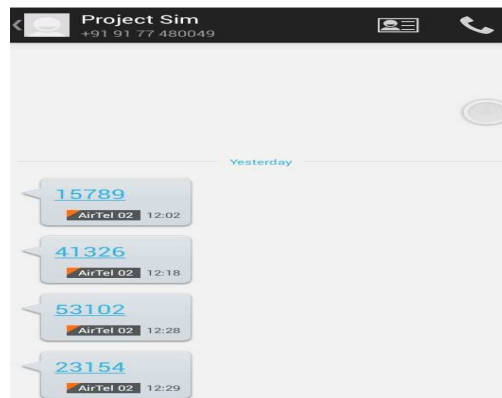 Project Sim
+91 91 77 480049
Yesterday
15789
AirTel 02 12:02
41326
AirTel 02 12:18
53102
AirTel 02 12:28
23154
AirTel 02 12:29